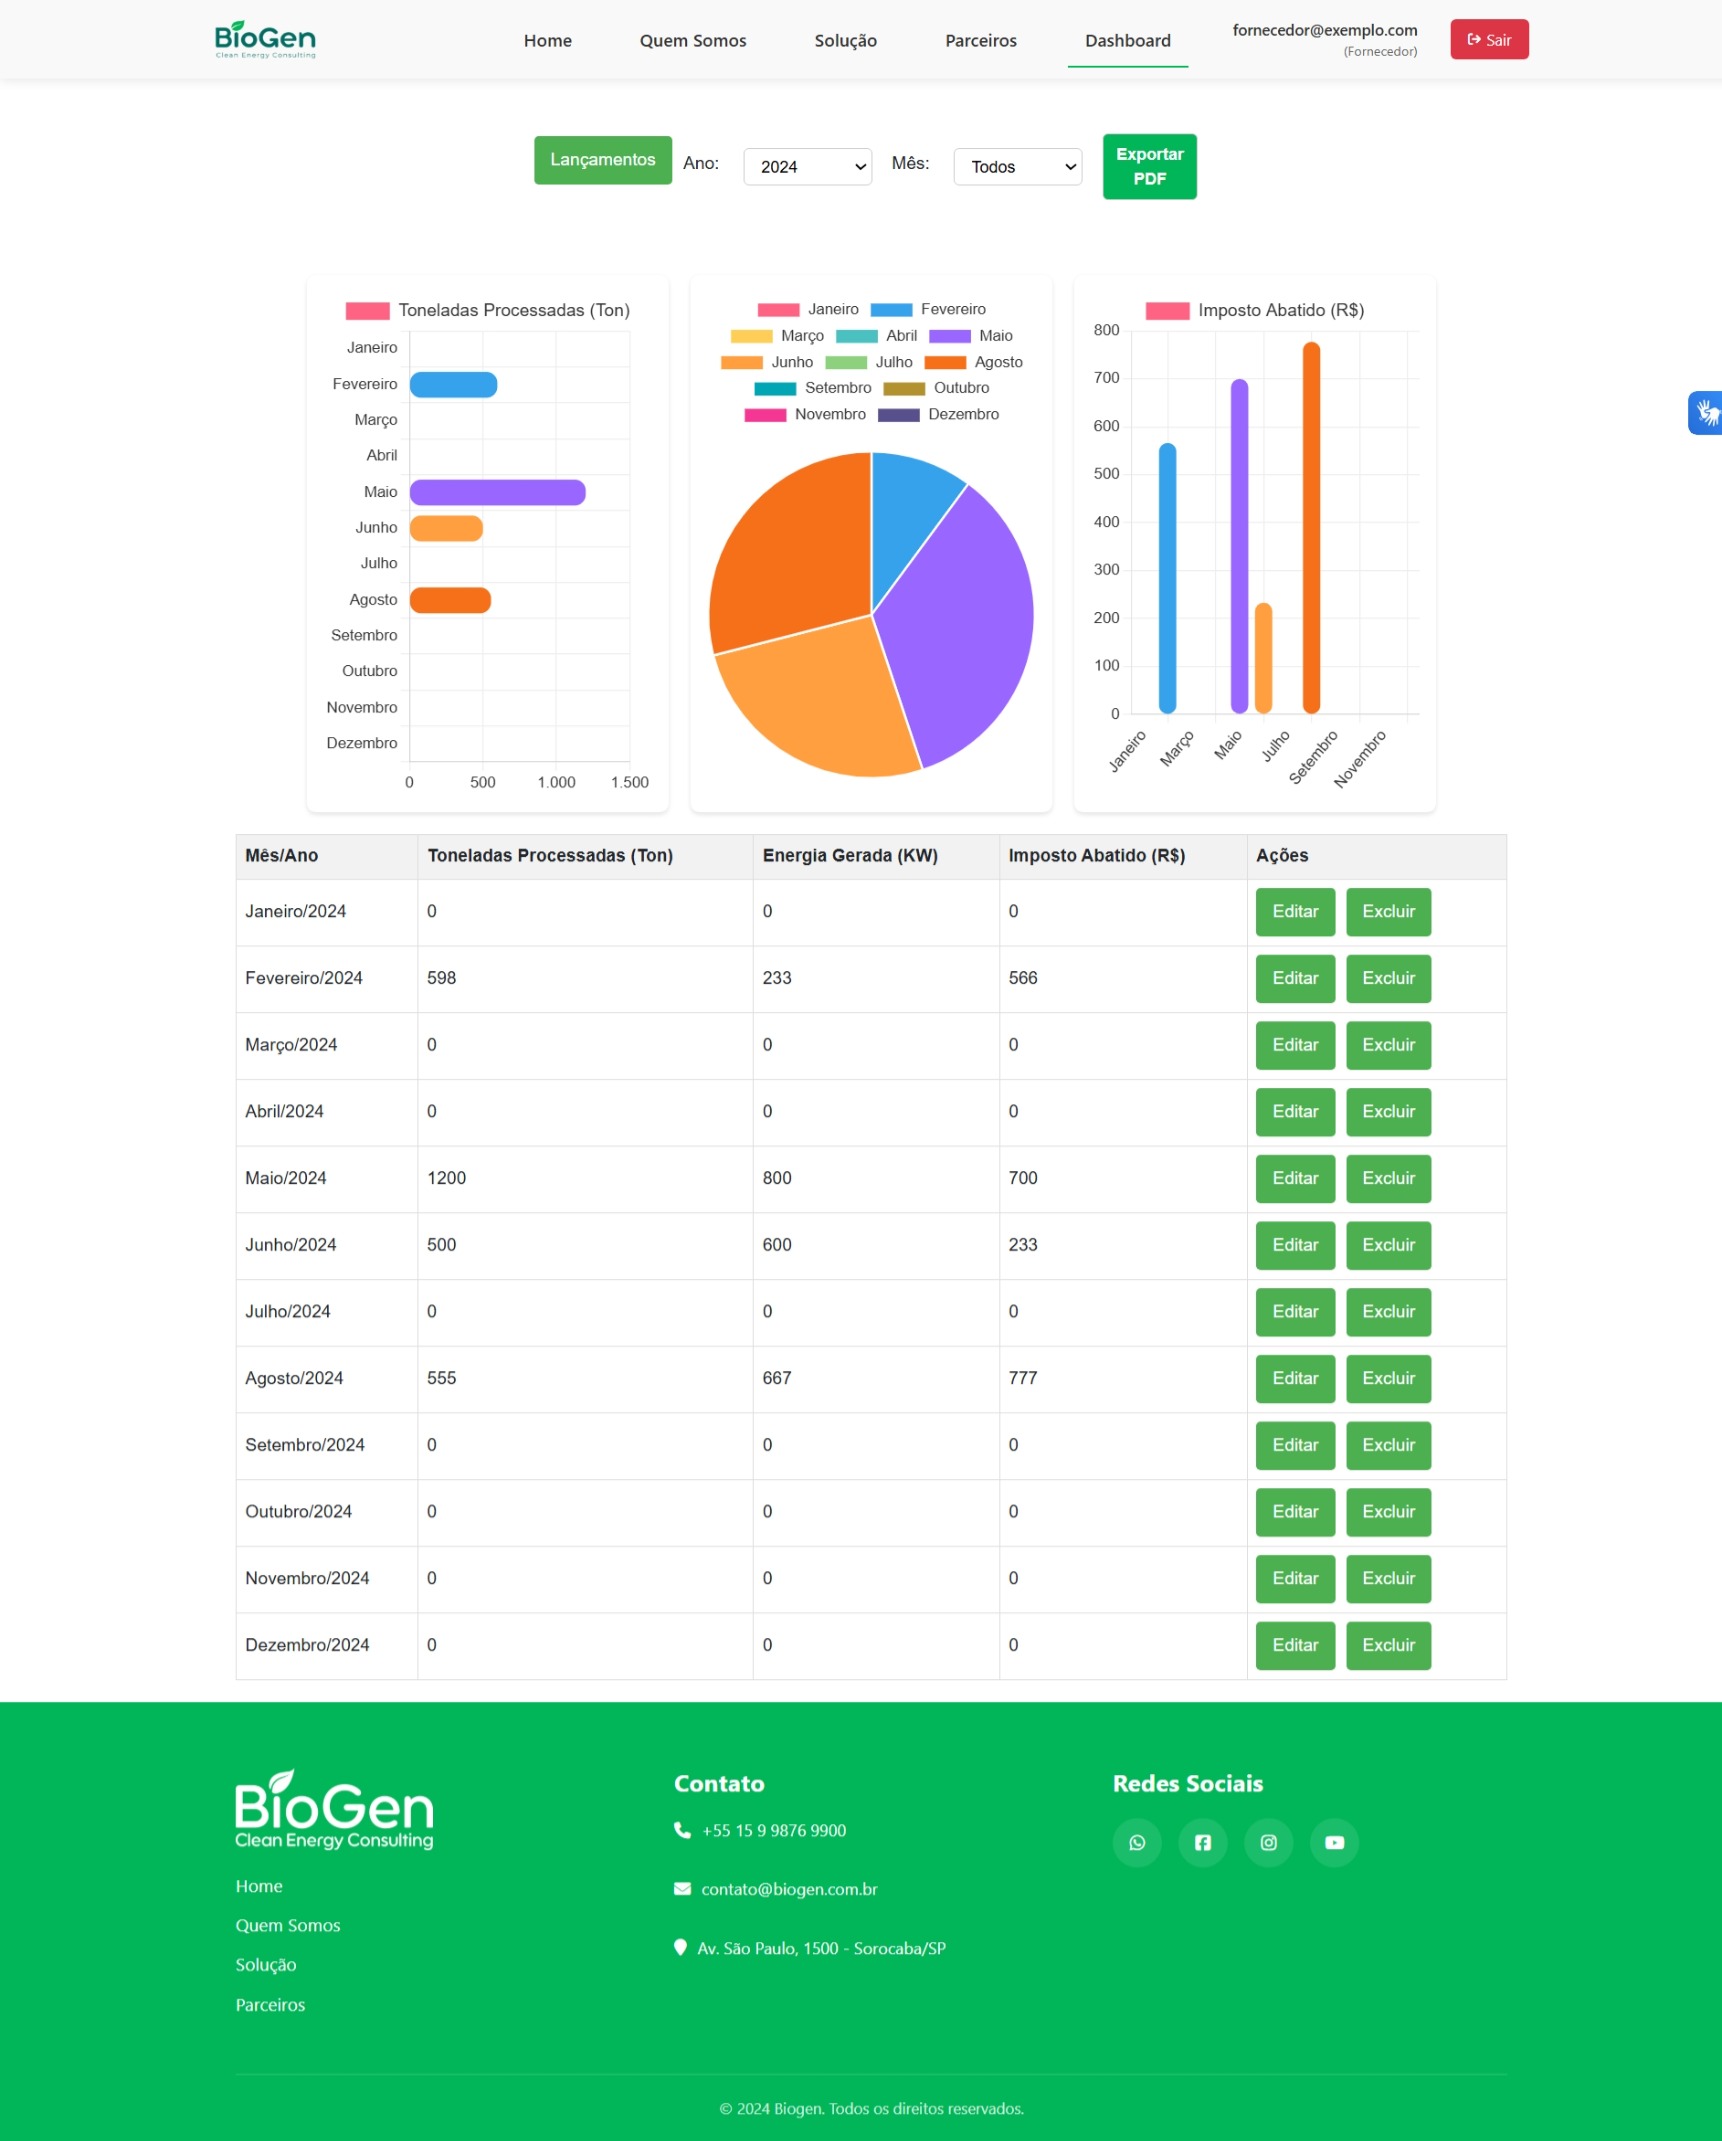 BioGen
Clean Energy Consulting
Home
Quem Somos
Solução
Parceiros
Dashboard
fornecedor@exemplo.com
(Fornecedor)
Sair
Lançamentos
Ano:
2024
Mês:
Todos
Exportar
PDF
Toneladas Processadas (Ton)
Janeiro
Fevereiro
Março
Abril
Maio
Junho
Julho
Agosto
Setembro
Outubro
Novembro
Dezembro
0 500 1.000 1.500
Janeiro Fevereiro
Março Abril Maio
Junho Julho Agosto
Setembro Outubro
Novembro Dezembro
Imposto Abatido (R$)
800
700
600
500
400
300
200
100
0
Janeiro Março Maio Julho Setembro Novembro
Mês/Ano Toneladas Processadas (Ton) Energia Gerada (KW) Imposto Abatido (R$) Ações
Janeiro/2024 0 0 0 Editar Excluir
Fevereiro/2024 598 233 566 Editar Excluir
Março/2024 0 0 0 Editar Excluir
Abril/2024 0 0 0 Editar Excluir
Maio/2024 1200 800 700 Editar Excluir
Junho/2024 500 600 233 Editar Excluir
Julho/2024 0 0 0 Editar Excluir
Agosto/2024 555 667 777 Editar Excluir
Setembro/2024 0 0 0 Editar Excluir
Outubro/2024 0 0 0 Editar Excluir
Novembro/2024 0 0 0 Editar Excluir
Dezembro/2024 0 0 0 Editar Excluir
BioGen
Clean Energy Consulting
Home
Quem Somos
Solução
Parceiros
Contato
+55 15 9 9876 9900
contato@biogen.com.br
Av. São Paulo, 1500 - Sorocaba/SP
Redes Sociais
© 2024 Biogen. Todos os direitos reservados.